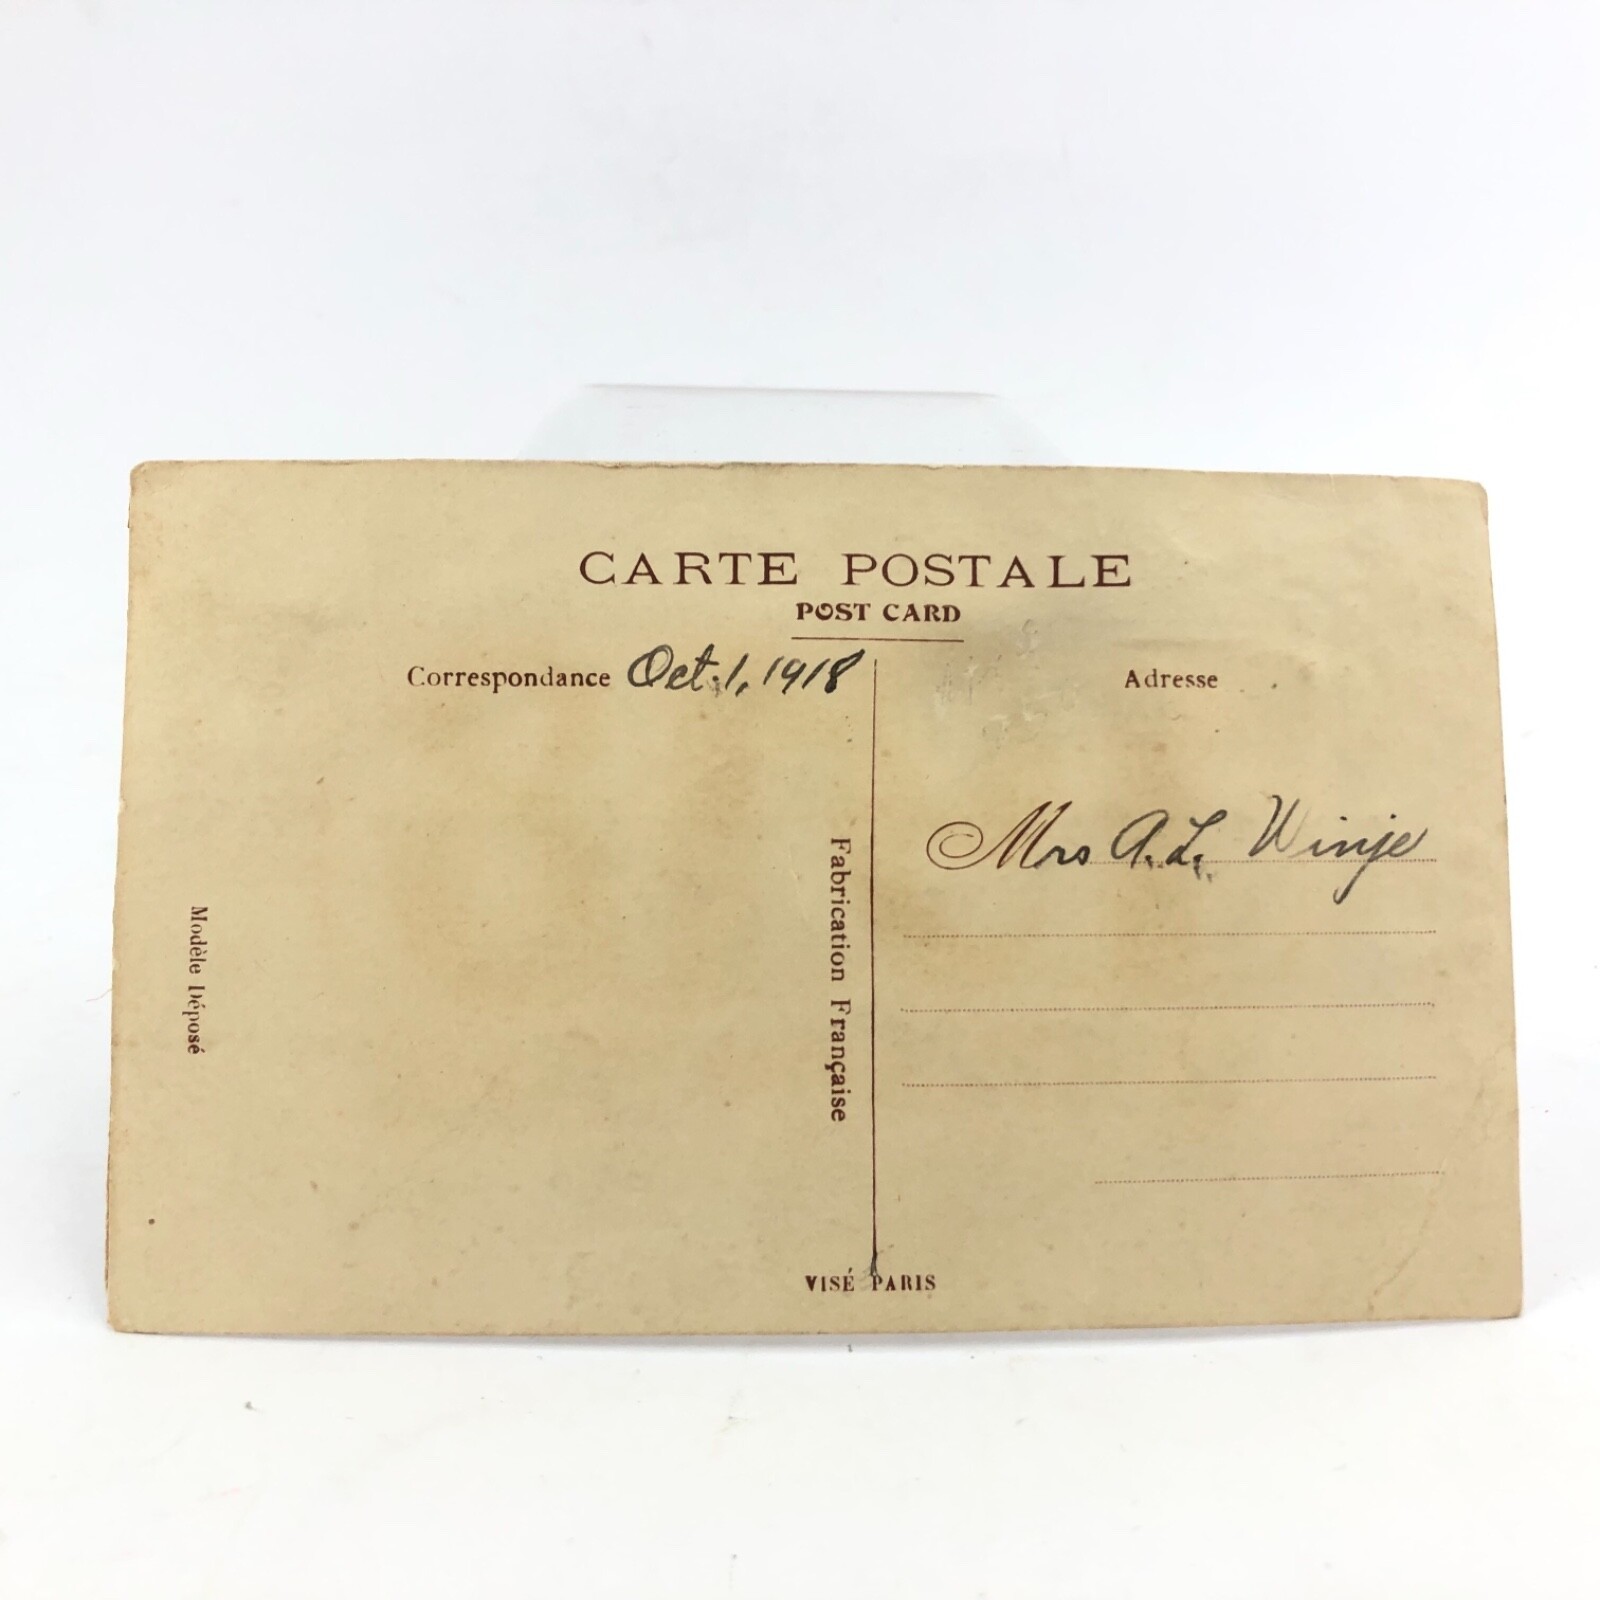 CARTE POSTALE
POST CARD
Correspondance Oct. 1, 1918
Adresse
Mrs A. L. Winje
Fabrication Française
Modèle Déposé
VISÉ PARIS